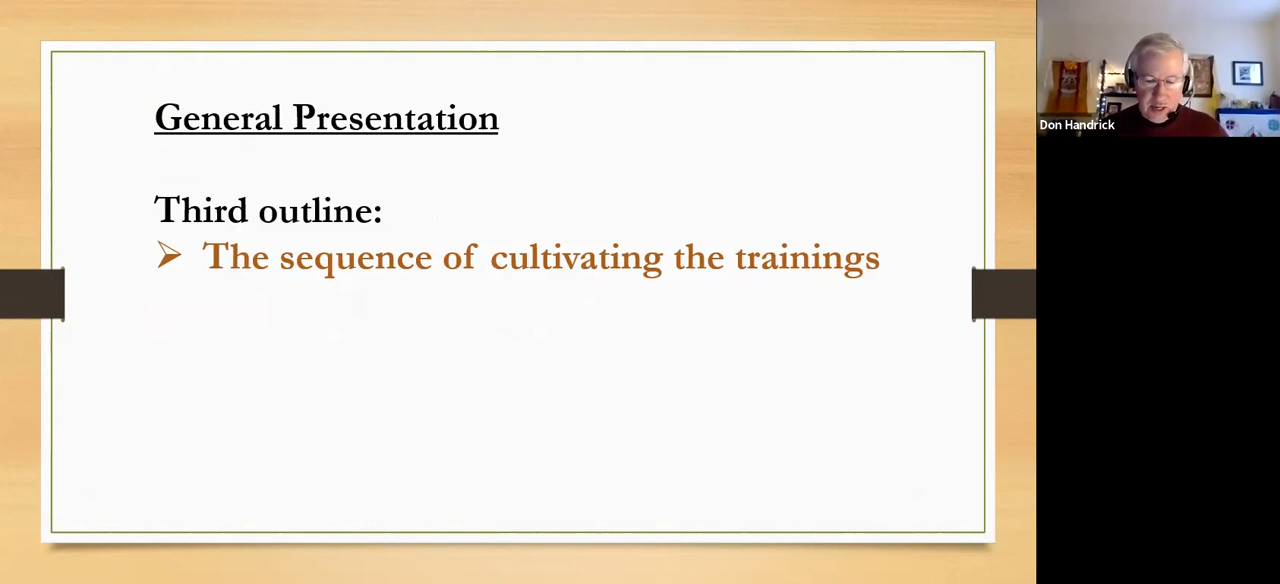 General Presentation
Third outline:
➢ The sequence of cultivating the trainings
Don Handrick